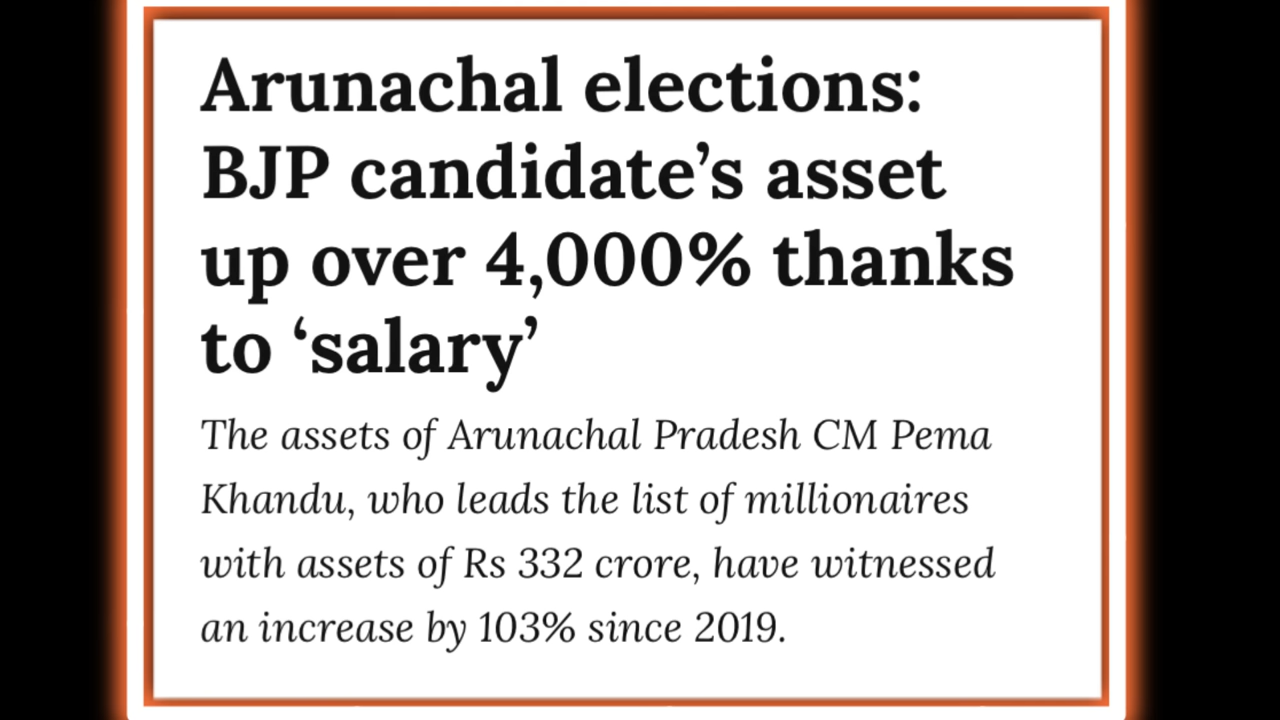 Arunachal elections:
BJP candidate’s asset
up over 4,000% thanks
to ‘salary’
The assets of Arunachal Pradesh CM Pema
Khandu, who leads the list of millionaires
with assets of Rs 332 crore, have witnessed
an increase by 103% since 2019.